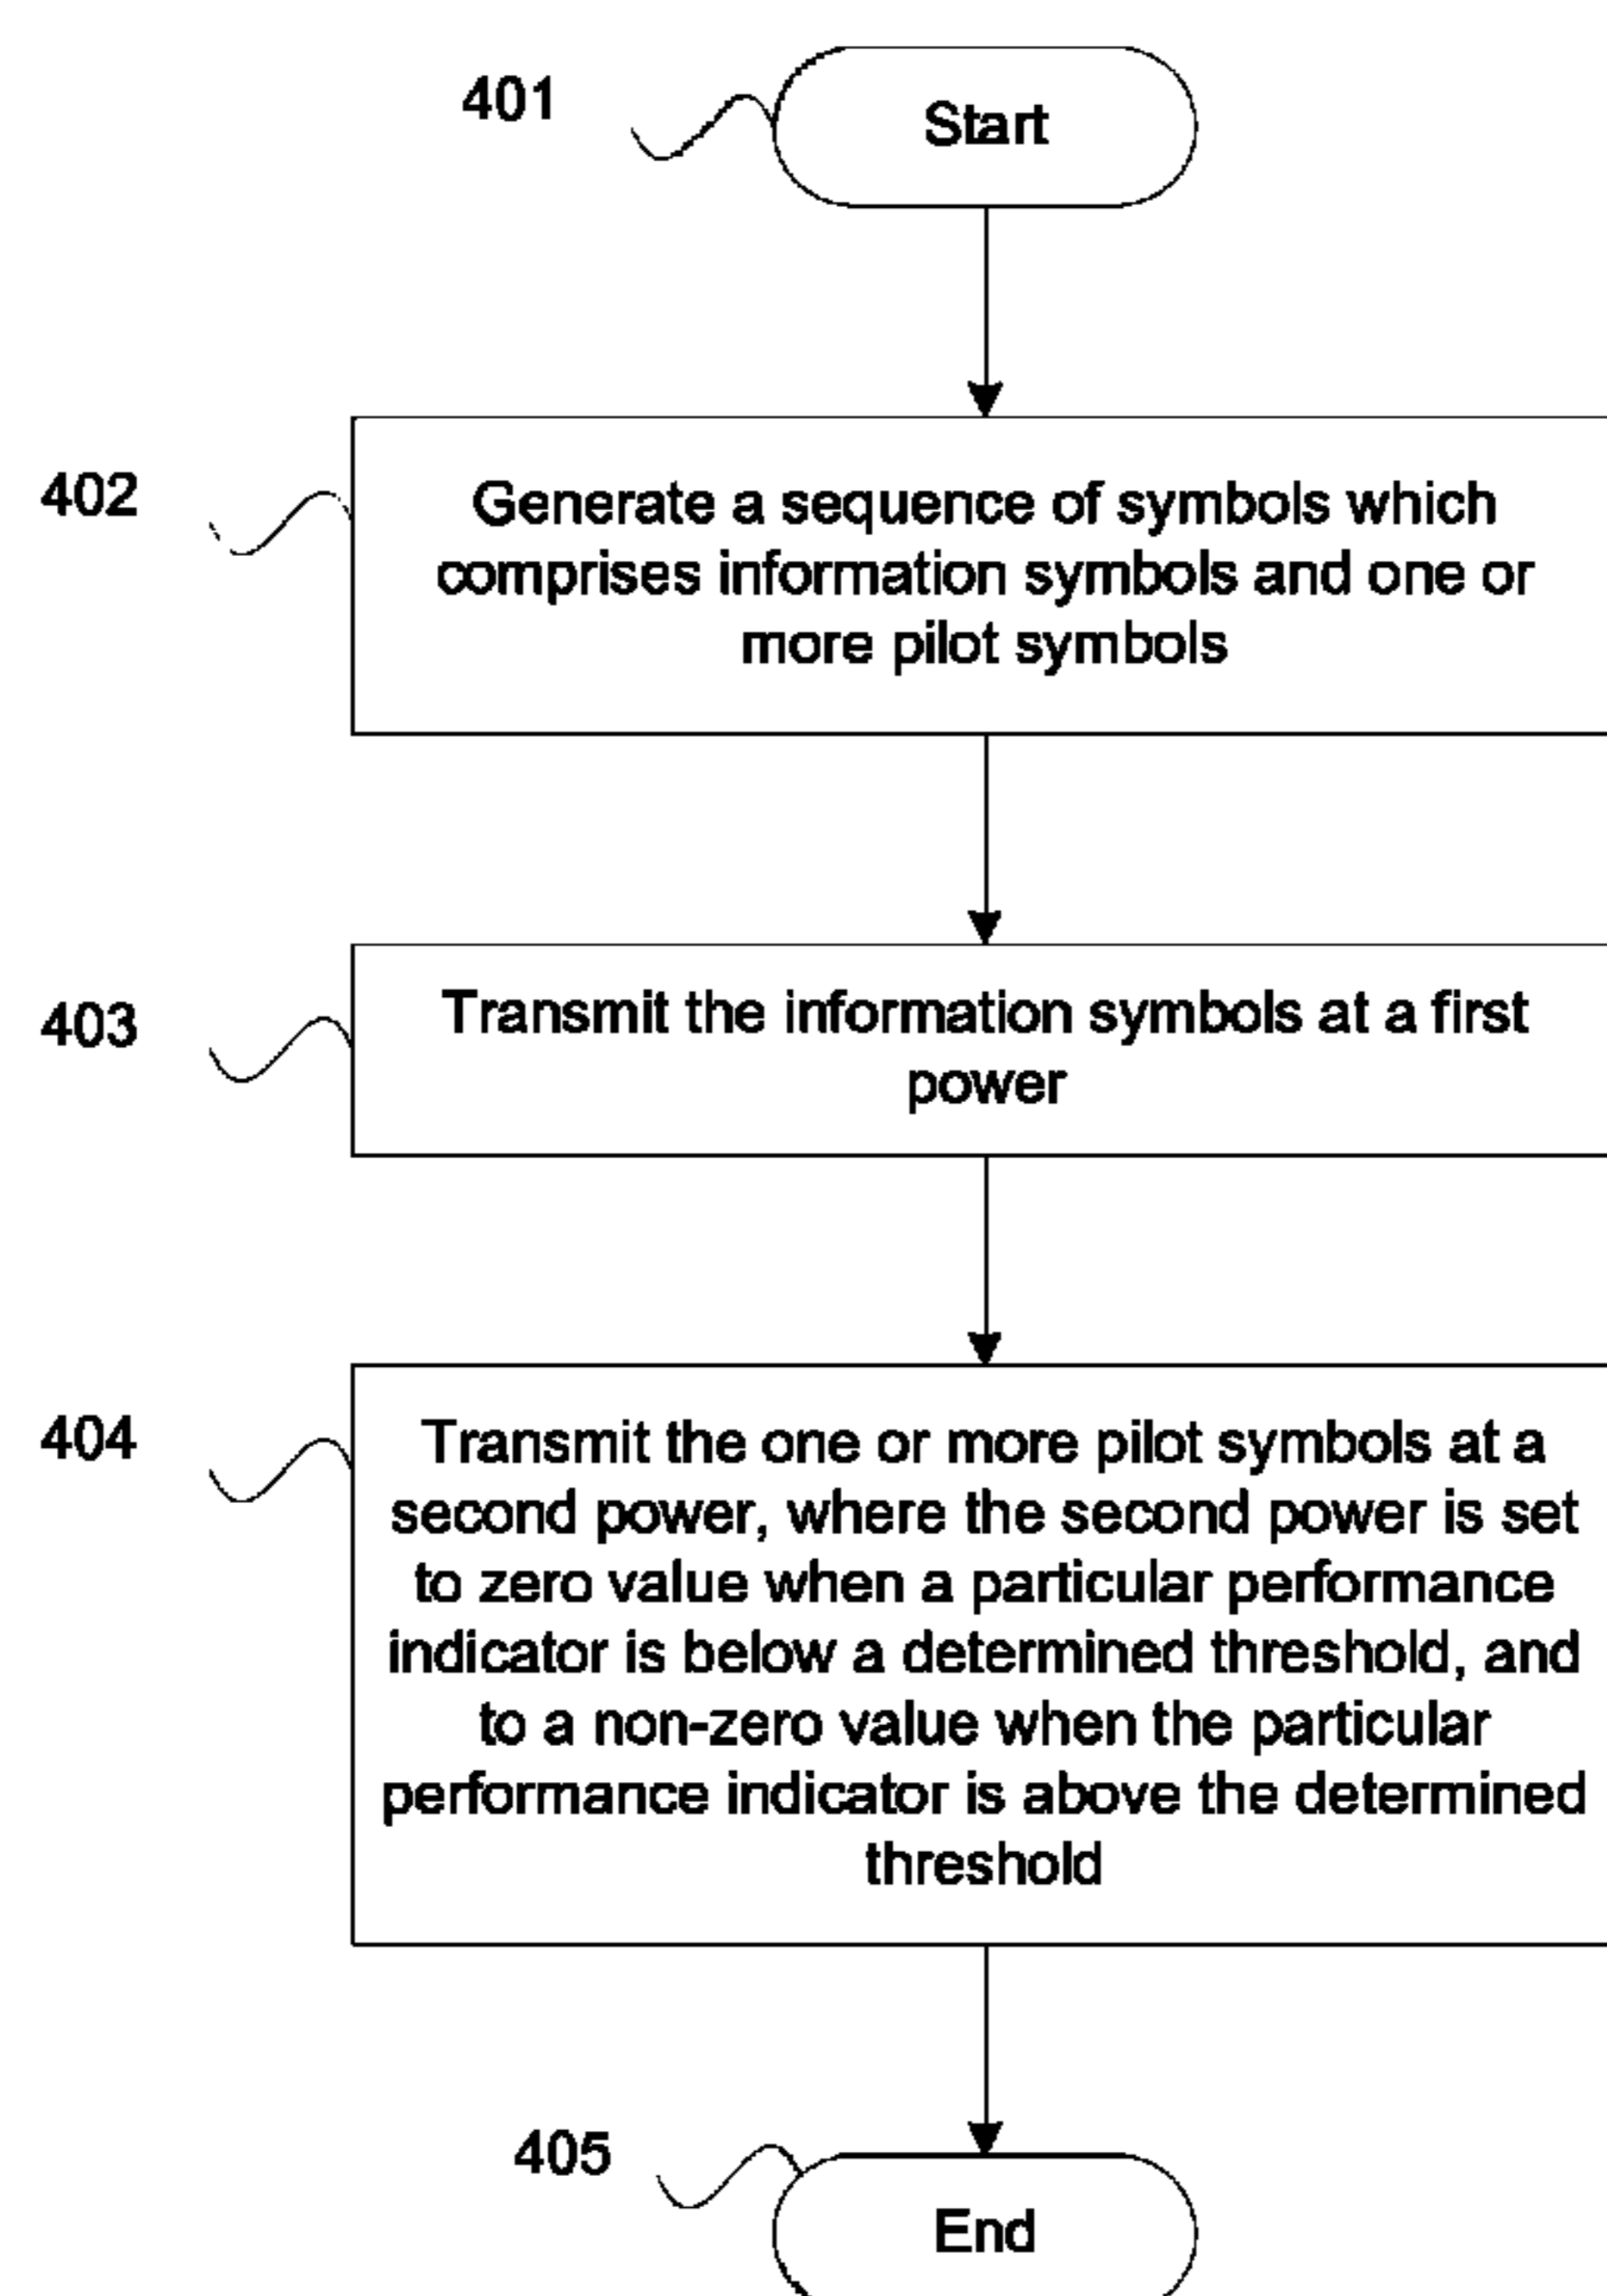 401
Start
402
Generate a sequence of symbols which
comprises information symbols and one or
more pilot symbols
403
Transmit the information symbols at a first
power
404
Transmit the one or more pilot symbols at a
second power, where the second power is set
to zero value when a particular performance
indicator is below a determined threshold, and
to a non-zero value when the particular
performance indicator is above the determined
threshold
405
End